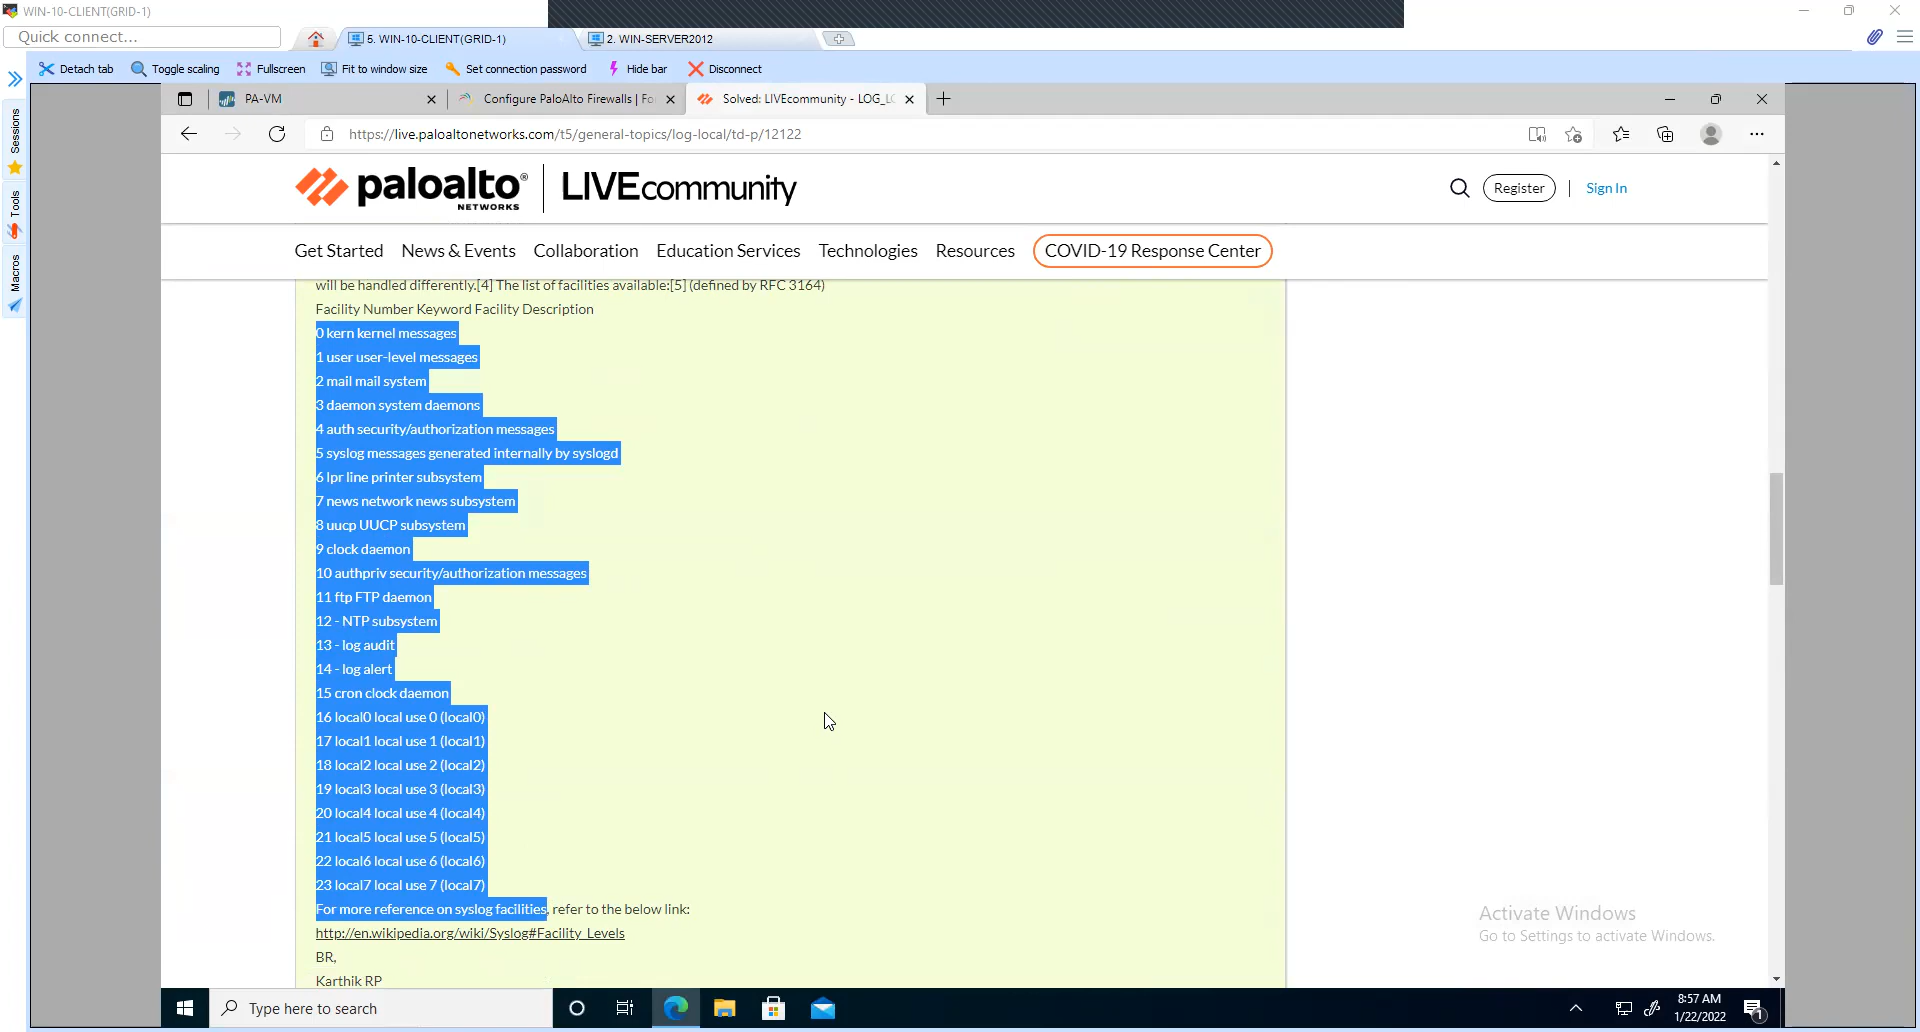 WIN-10-CLIENT(GRID-1)
Quick connect...
5. WIN-10-CLIENT(GRID-1)
2. WIN-SERVER2012
Detach tab
Toggle scaling
Fullscreen
Fit to window size
Set connection password
Hide bar
Disconnect
Sessions
Tools
Macros
PA-VM
Configure PaloAlto Firewalls | Fo
Solved: LIVEcommunity - LOG_LO
https://live.paloaltonetworks.com/t5/general-topics/log-local/td-p/12122
paloalto®
NETWORKS
LIVEcommunity
Register
Sign In
Get Started
News & Events
Collaboration
Education Services
Technologies
Resources
COVID-19 Response Center
will be handled differently.[4] The list of facilities available:[5] (defined by RFC 3164)
Facility Number Keyword Facility Description
0 kern kernel messages
1 user user-level messages
2 mail mail system
3 daemon system daemons
4 auth security/authorization messages
5 syslog messages generated internally by syslogd
6 lpr line printer subsystem
7 news network news subsystem
8 uucp UUCP subsystem
9 clock daemon
10 authpriv security/authorization messages
11 ftp FTP daemon
12 - NTP subsystem
13 - log audit
14 - log alert
15 cron clock daemon
16 local0 local use 0 (local0)
17 local1 local use 1 (local1)
18 local2 local use 2 (local2)
19 local3 local use 3 (local3)
20 local4 local use 4 (local4)
21 local5 local use 5 (local5)
22 local6 local use 6 (local6)
23 local7 local use 7 (local7)
For more reference on syslog facilities, refer to the below link:
http://en.wikipedia.org/wiki/Syslog#Facility_Levels
BR,
Karthik RP
Activate Windows
Go to Settings to activate Windows.
Type here to search
8:57 AM
1/22/2022
1